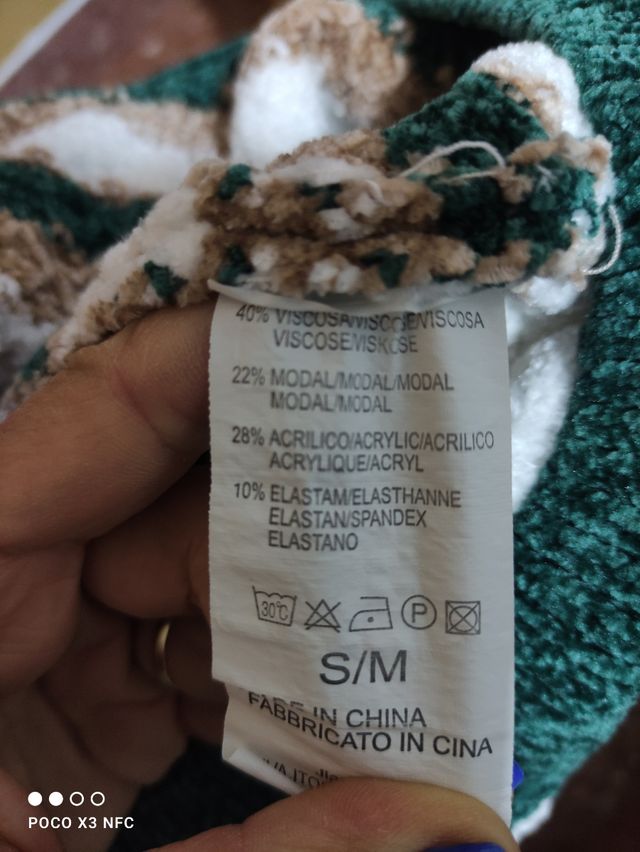 40% VISCOSA/VISCOSE/VISCOSA
VISCOSE/VISKOSE
22% MODAL/MODAL/MODAL
MODAL/MODAL
28% ACRILICO/ACRYLIC/ACRILICO
ACRYLIQUE/ACRYL
10% ELASTAM/ELASTHANNE
ELASTAN/SPANDEX
ELASTANO
30°C P
S/M
MADE IN CHINA
FABBRICATO IN CINA
POCO X3 NFC